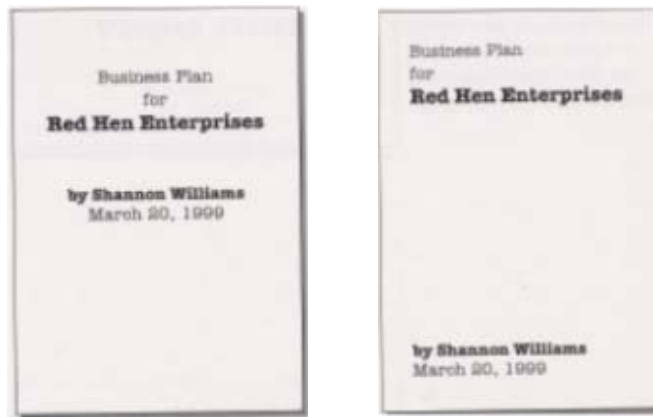 Business Plan
for
Red Hen Enterprises
by Shannon Williams
March 20, 1999
Business Plan
for
Red Hen Enterprises
by Shannon Williams
March 20, 1999